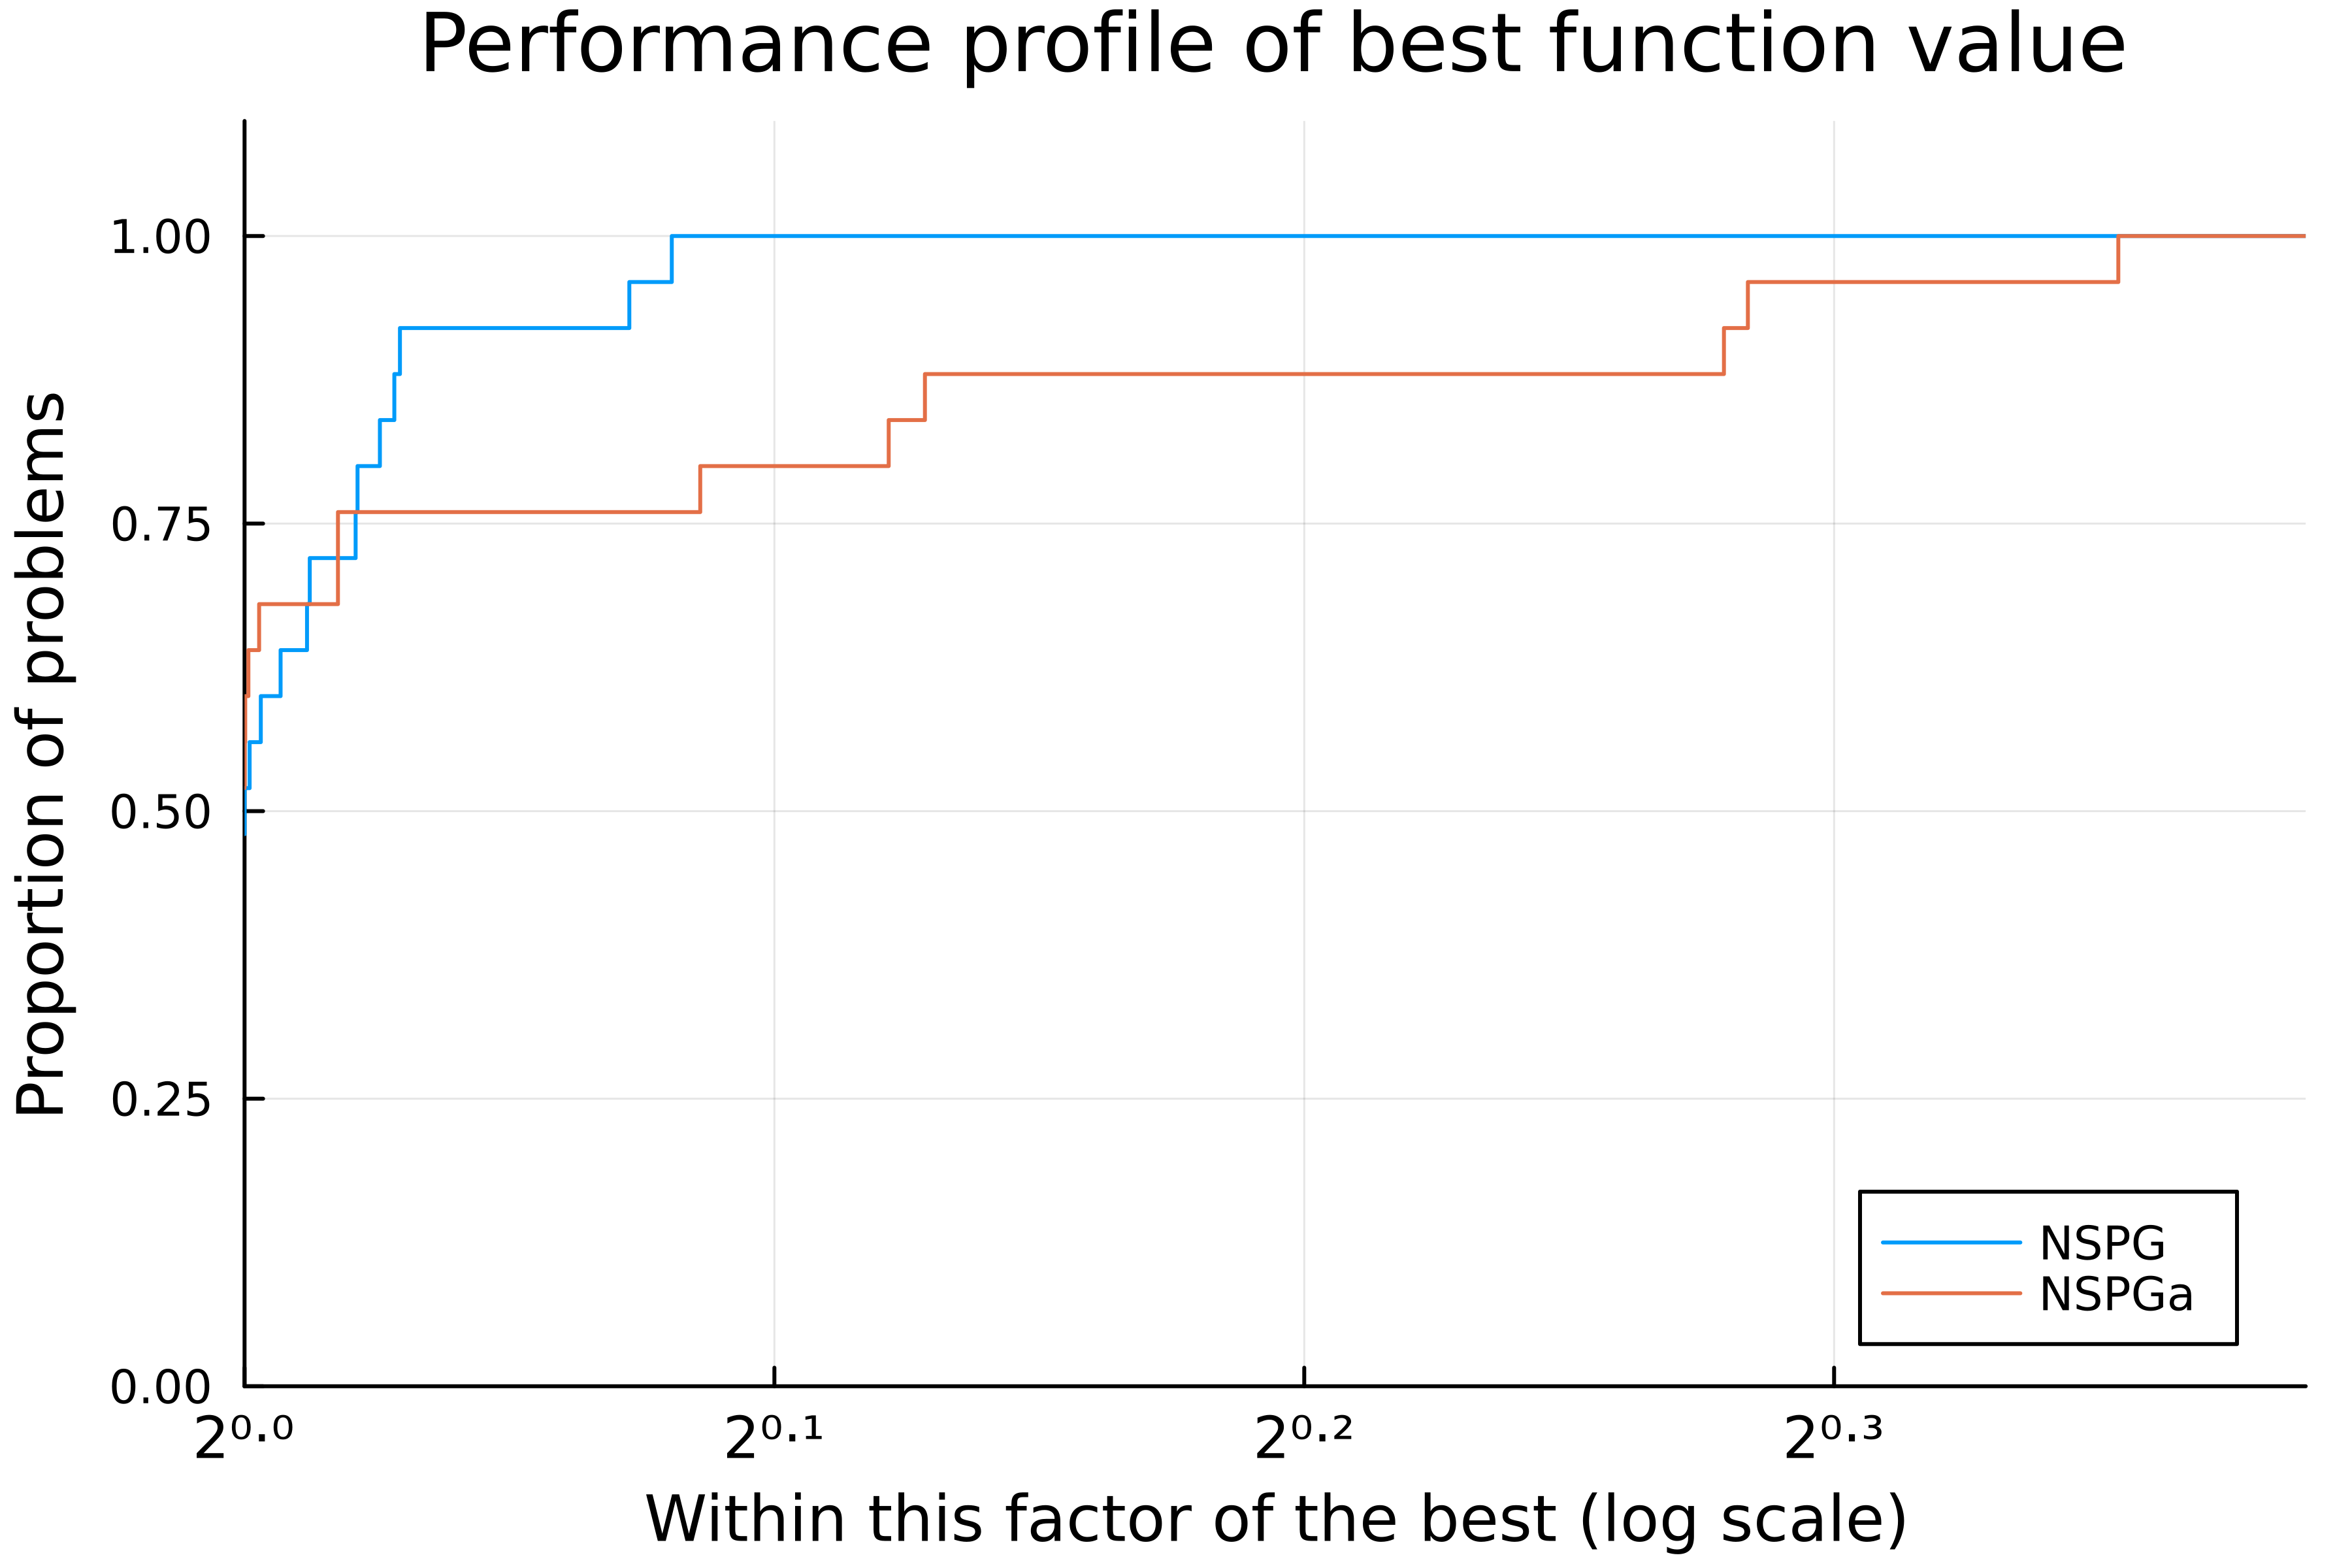 Performance profile of best function value
Proportion of problems
1.00
0.75
0.50
0.25
0.00
2⁰·⁰ 2⁰·¹ 2⁰·² 2⁰·³
Within this factor of the best (log scale)
NSPG
NSPGa